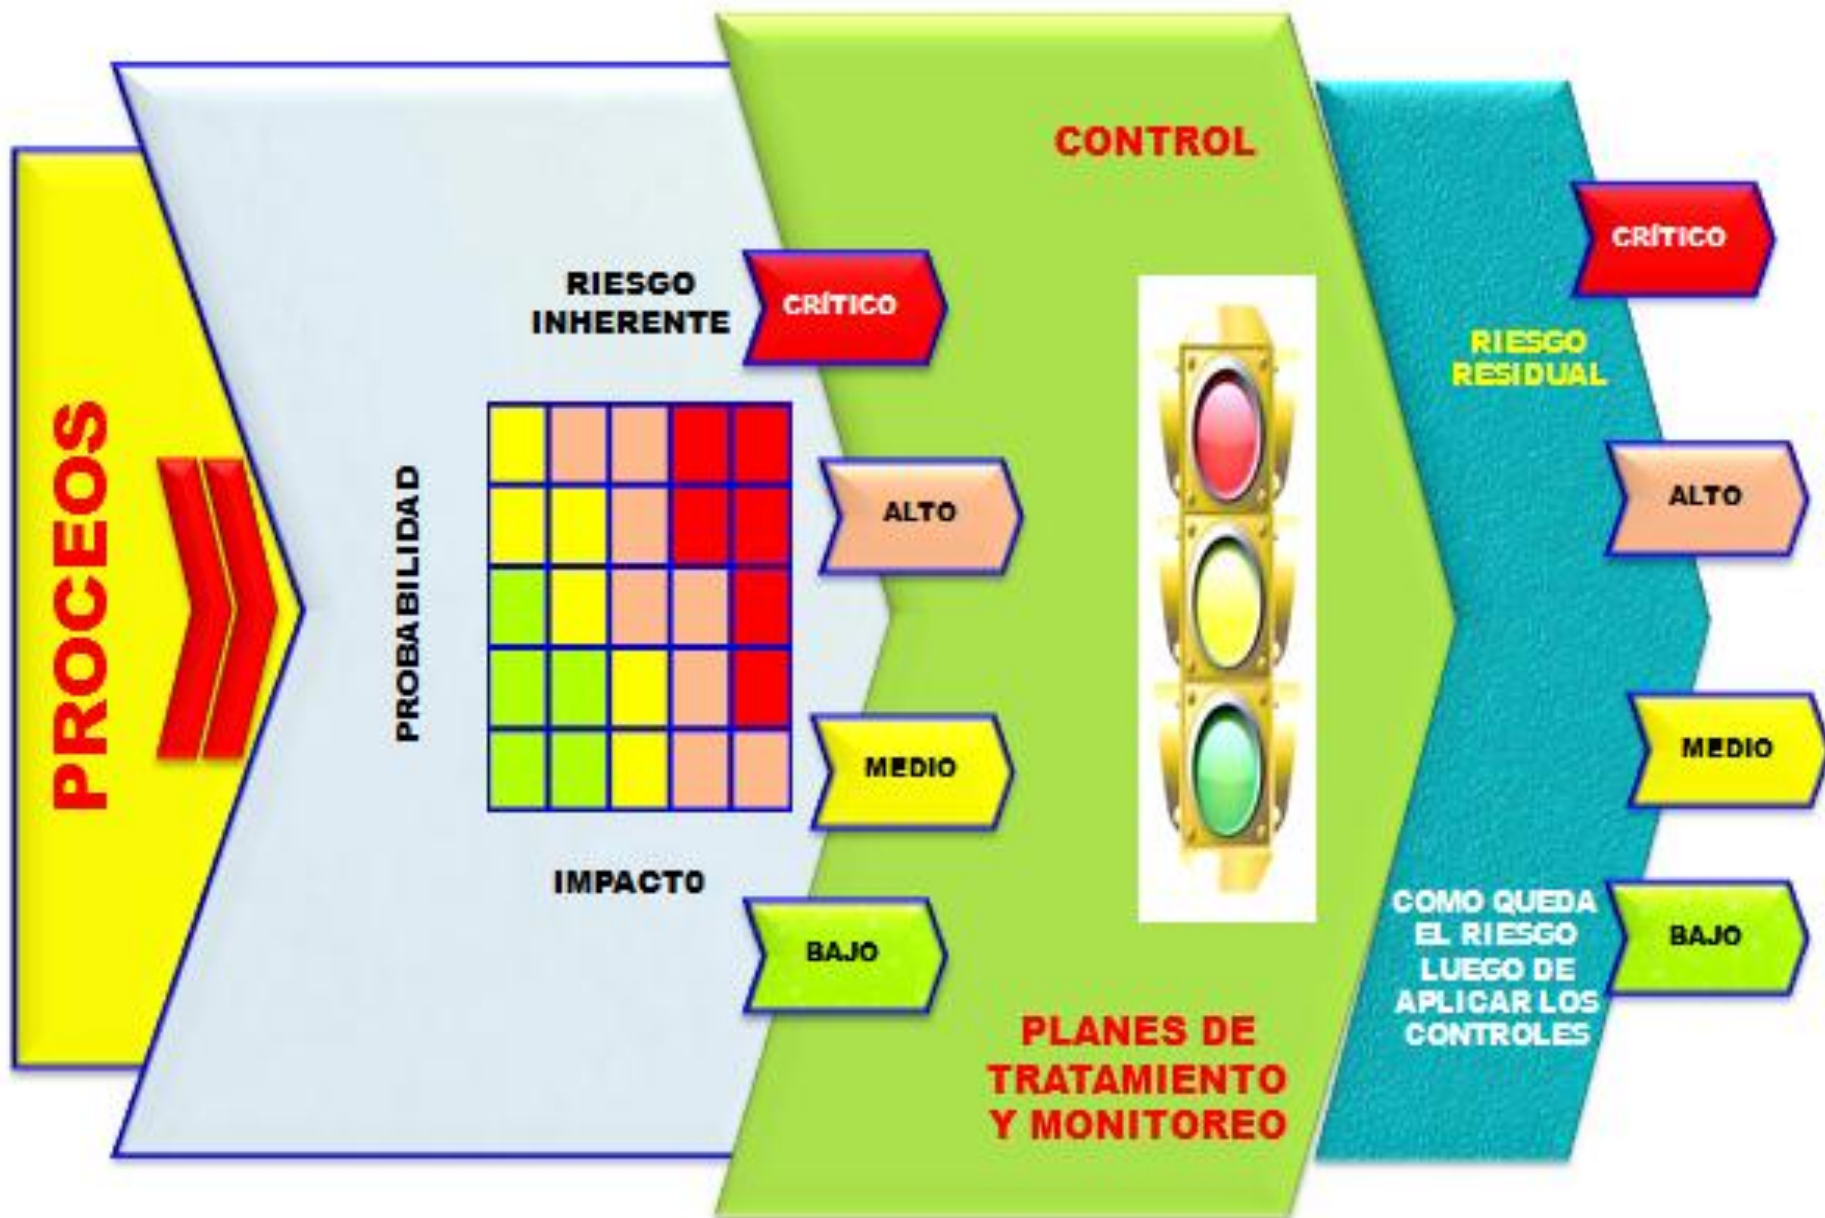 PROCEOS
PROBABILIDAD
RIESGO
INHERENTE
IMPACTO
CRÍTICO
ALTO
MEDIO
BAJO
CONTROL
PLANES DE
TRATAMIENTO
Y MONITOREO
RIESGO
RESIDUAL
COMO QUEDA
EL RIESGO
LUEGO DE
APLICAR LOS
CONTROLES
CRÍTICO
ALTO
MEDIO
BAJO